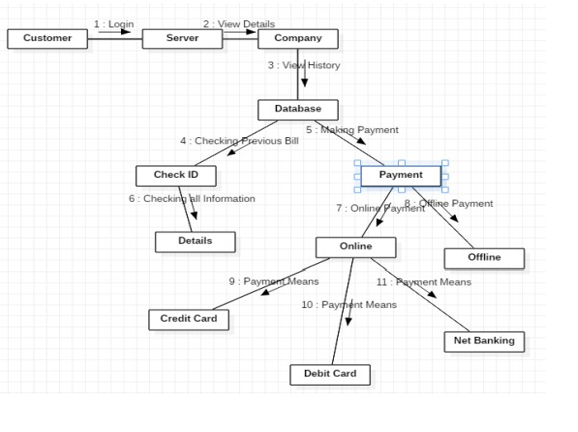 1 : Login
2 : View Details
Customer
Server
Company
3 : View History
Database
5 : Making Payment
4 : Checking Previous Bill
Check ID
Payment
6 : Checking all Information
8 : Offline Payment
7 : Online Payment
Details
Online
Offline
9 : Payment Means
11 : Payment Means
10 : Payment Means
Credit Card
Net Banking
Debit Card